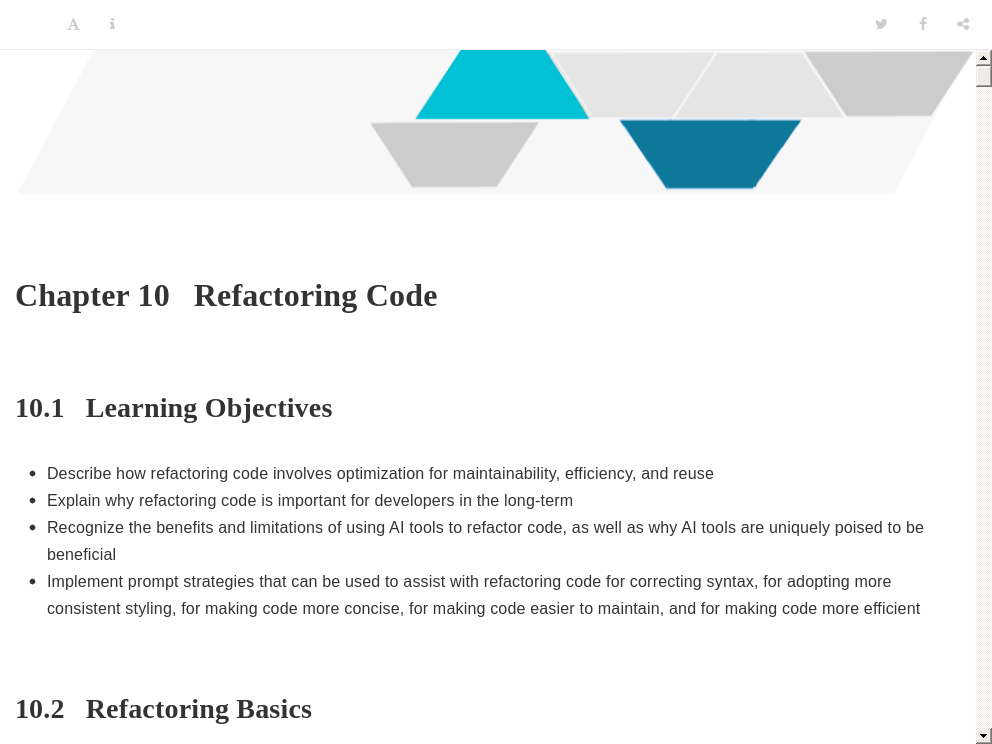 Chapter 10 Refactoring Code
10.1 Learning Objectives
Describe how refactoring code involves optimization for maintainability, efficiency, and reuse
Explain why refactoring code is important for developers in the long-term
Recognize the benefits and limitations of using AI tools to refactor code, as well as why AI tools are uniquely poised to be
beneficial
Implement prompt strategies that can be used to assist with refactoring code for correcting syntax, for adopting more
consistent styling, for making code more concise, for making code easier to maintain, and for making code more efficient
10.2 Refactoring Basics